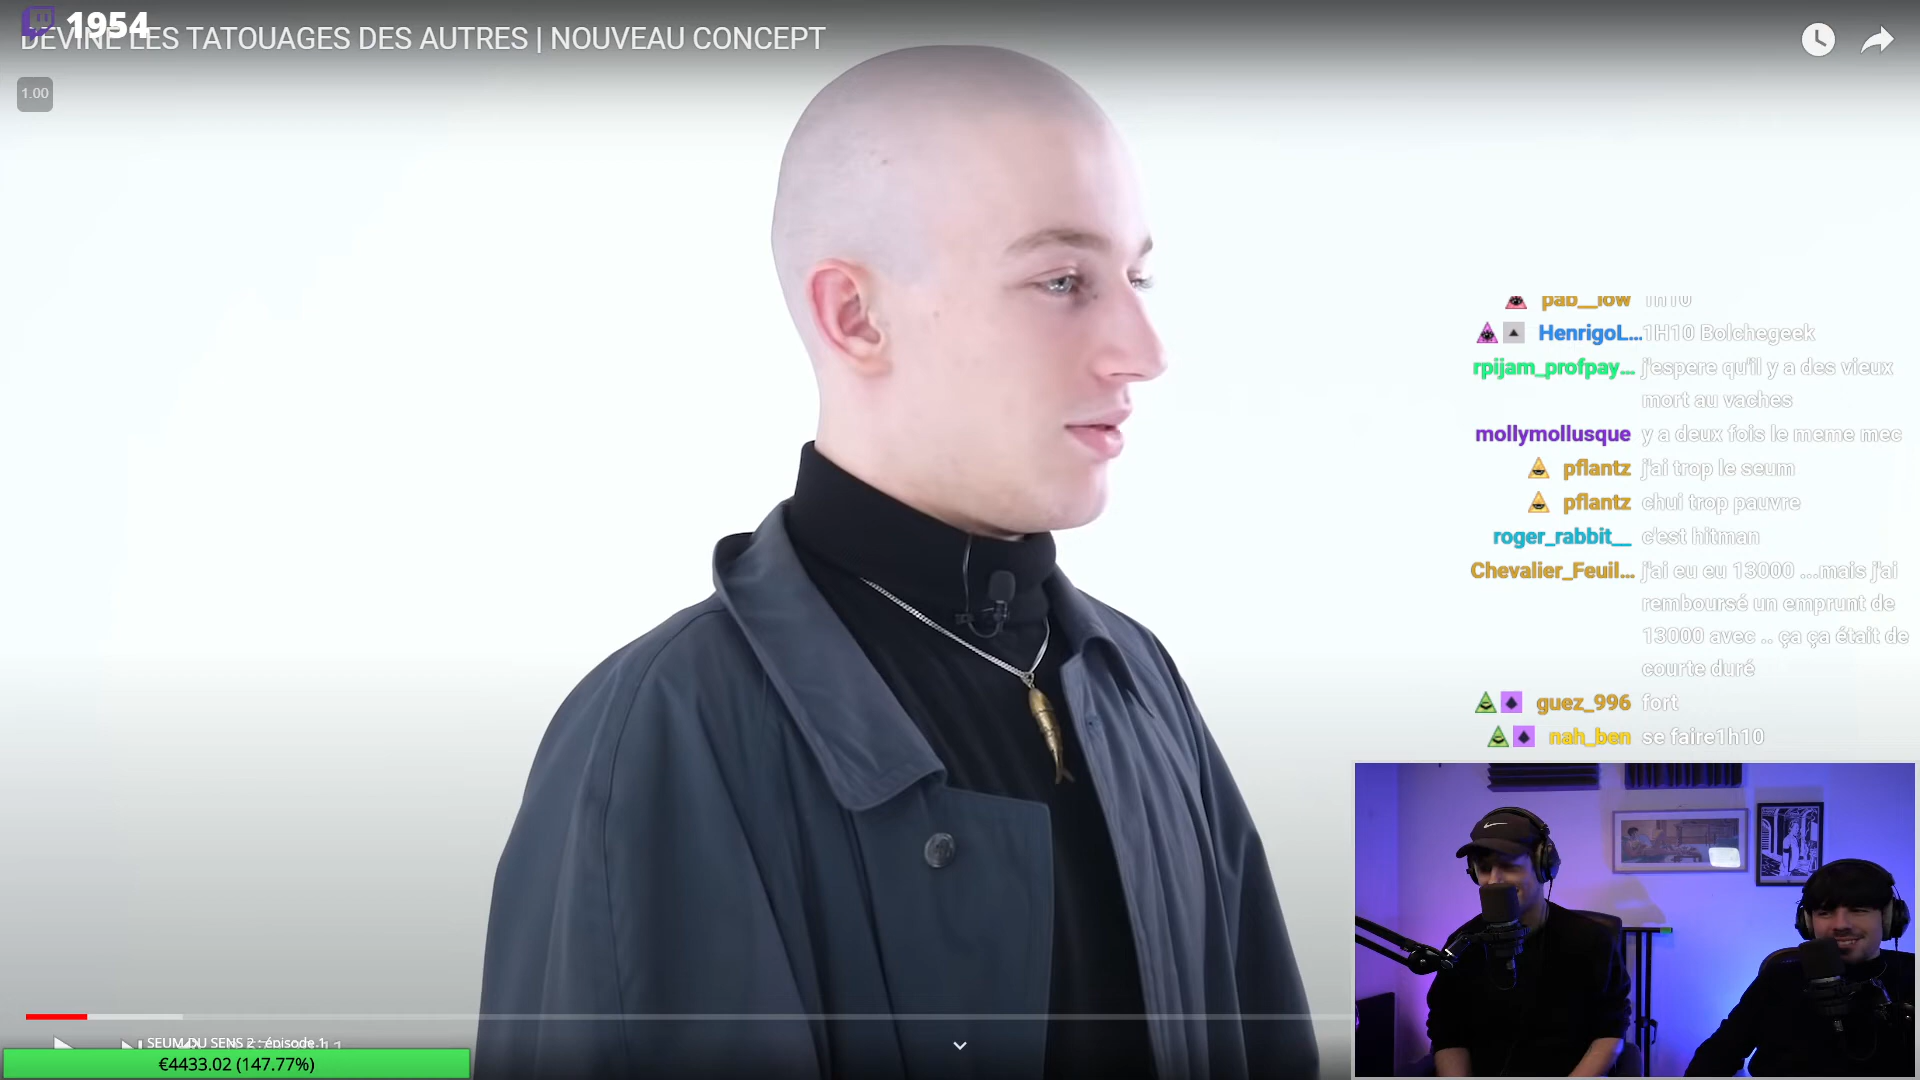 1954
DEVINE LES TATOUAGES DES AUTRES | NOUVEAU CONCEPT
1.00
pab__low 1h10
HenrigoL... 1H10 Bolchegeek
rpijam_profpay... j'espere qu'il y a des vieux
mort au vaches
mollymollusque y a deux fois le meme mec
pflantz j'ai trop le seum
pflantz chui trop pauvre
roger_rabbit__ c'est hitman
Chevalier_Feuil... j'ai eu eu 13000 ...mais j'ai
remboursé un emprunt de
13000 avec .. ça ça était de
courte duré
guez_996 fort
nah_ben se faire1h10
SEUM DU SENS 2 : épisode 1
€4433.02 (147.77%)